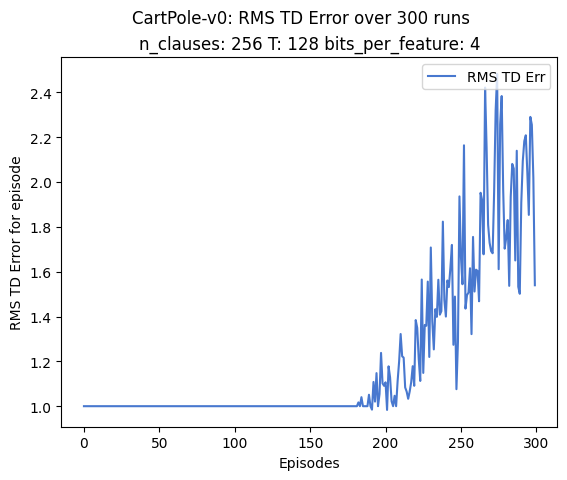 CartPole-v0: RMS TD Error over 300 runs
n_clauses: 256 T: 128 bits_per_feature: 4
RMS TD Err
RMS TD Error for episode
2.4
2.2
2.0
1.8
1.6
1.4
1.2
1.0
0 50 100 150 200 250 300
Episodes